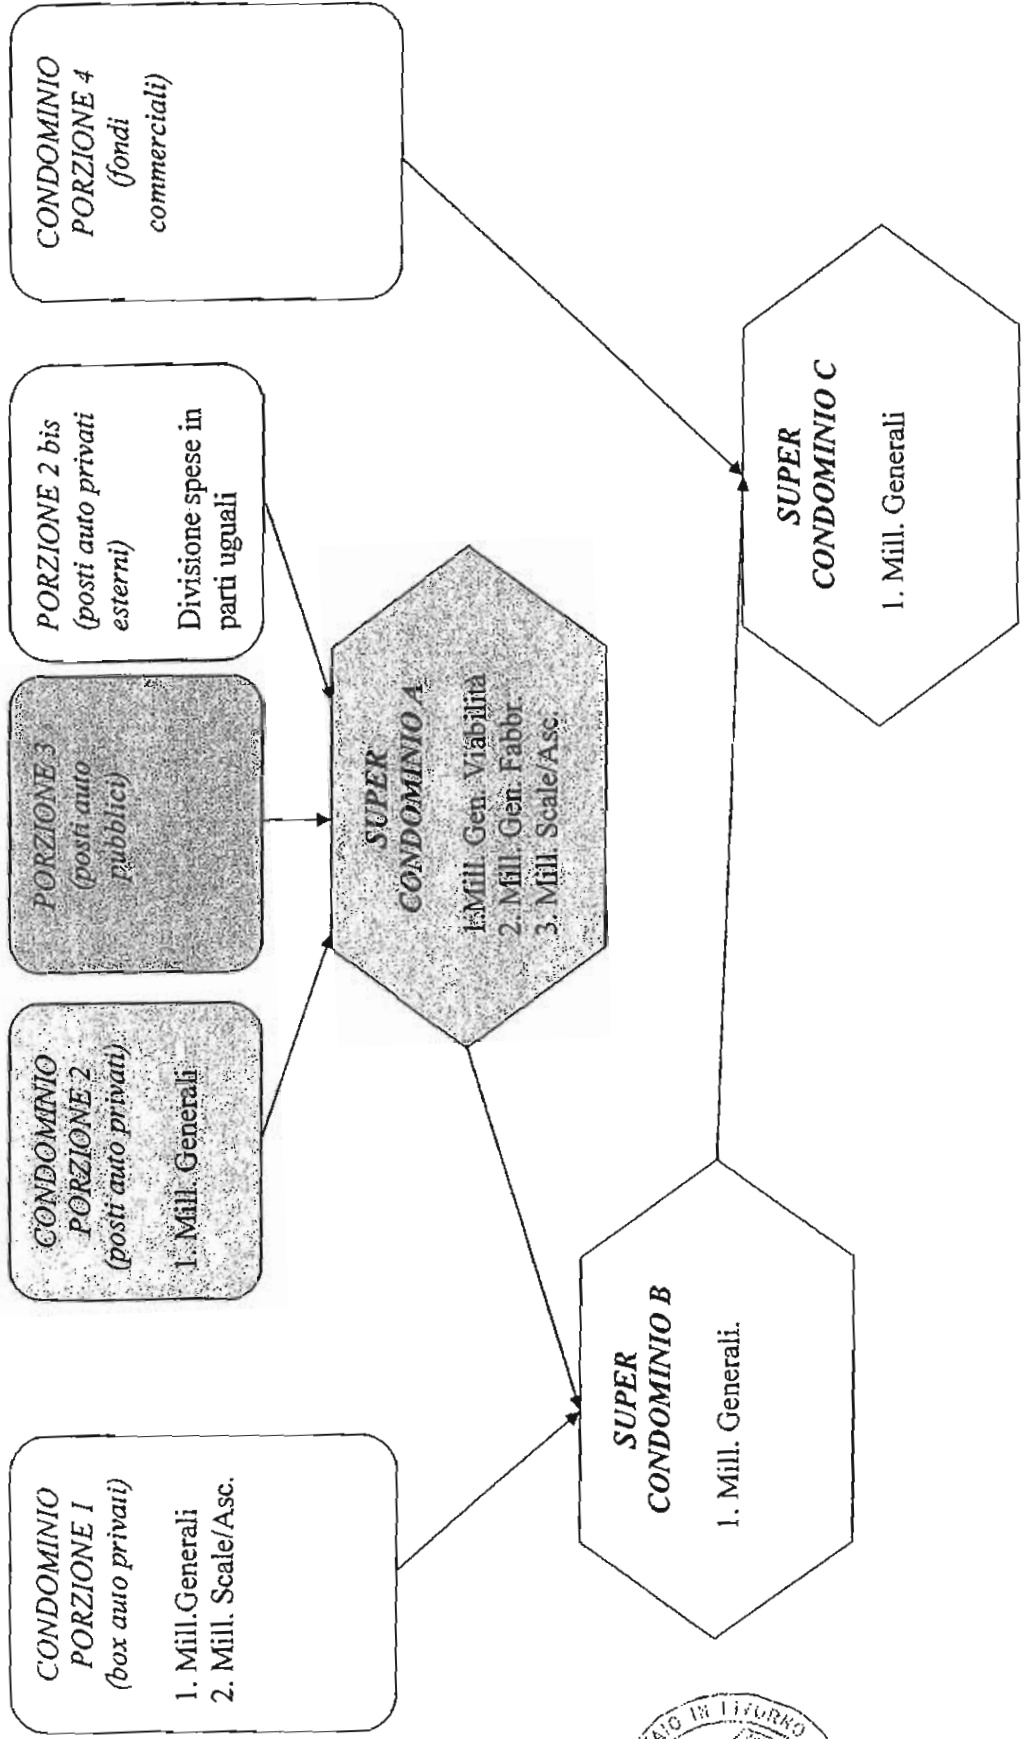 CONDOMINIO
PORZIONE 1
(box auto privati)
1. Mill.Generali
2. Mill. Scale/Asc.
CONDOMINIO
PORZIONE 2
(posti auto privati)
1. Mill. Generali
PORZIONE 3
(posti auto
pubblici)
PORZIONE 2 bis
(posti auto privati
esterni)
Divisione spese in
parti uguali
CONDOMINIO
PORZIONE 4
(fondi
commerciali)
SUPER
CONDOMINIO A
1.Mill. Gen. Viabilità
2. Mill. Gen. Fabbr.
3. Mill. Scale/Asc.
SUPER
CONDOMINIO B
1. Mill. Generali.
SUPER
CONDOMINIO C
1. Mill. Generali
IN